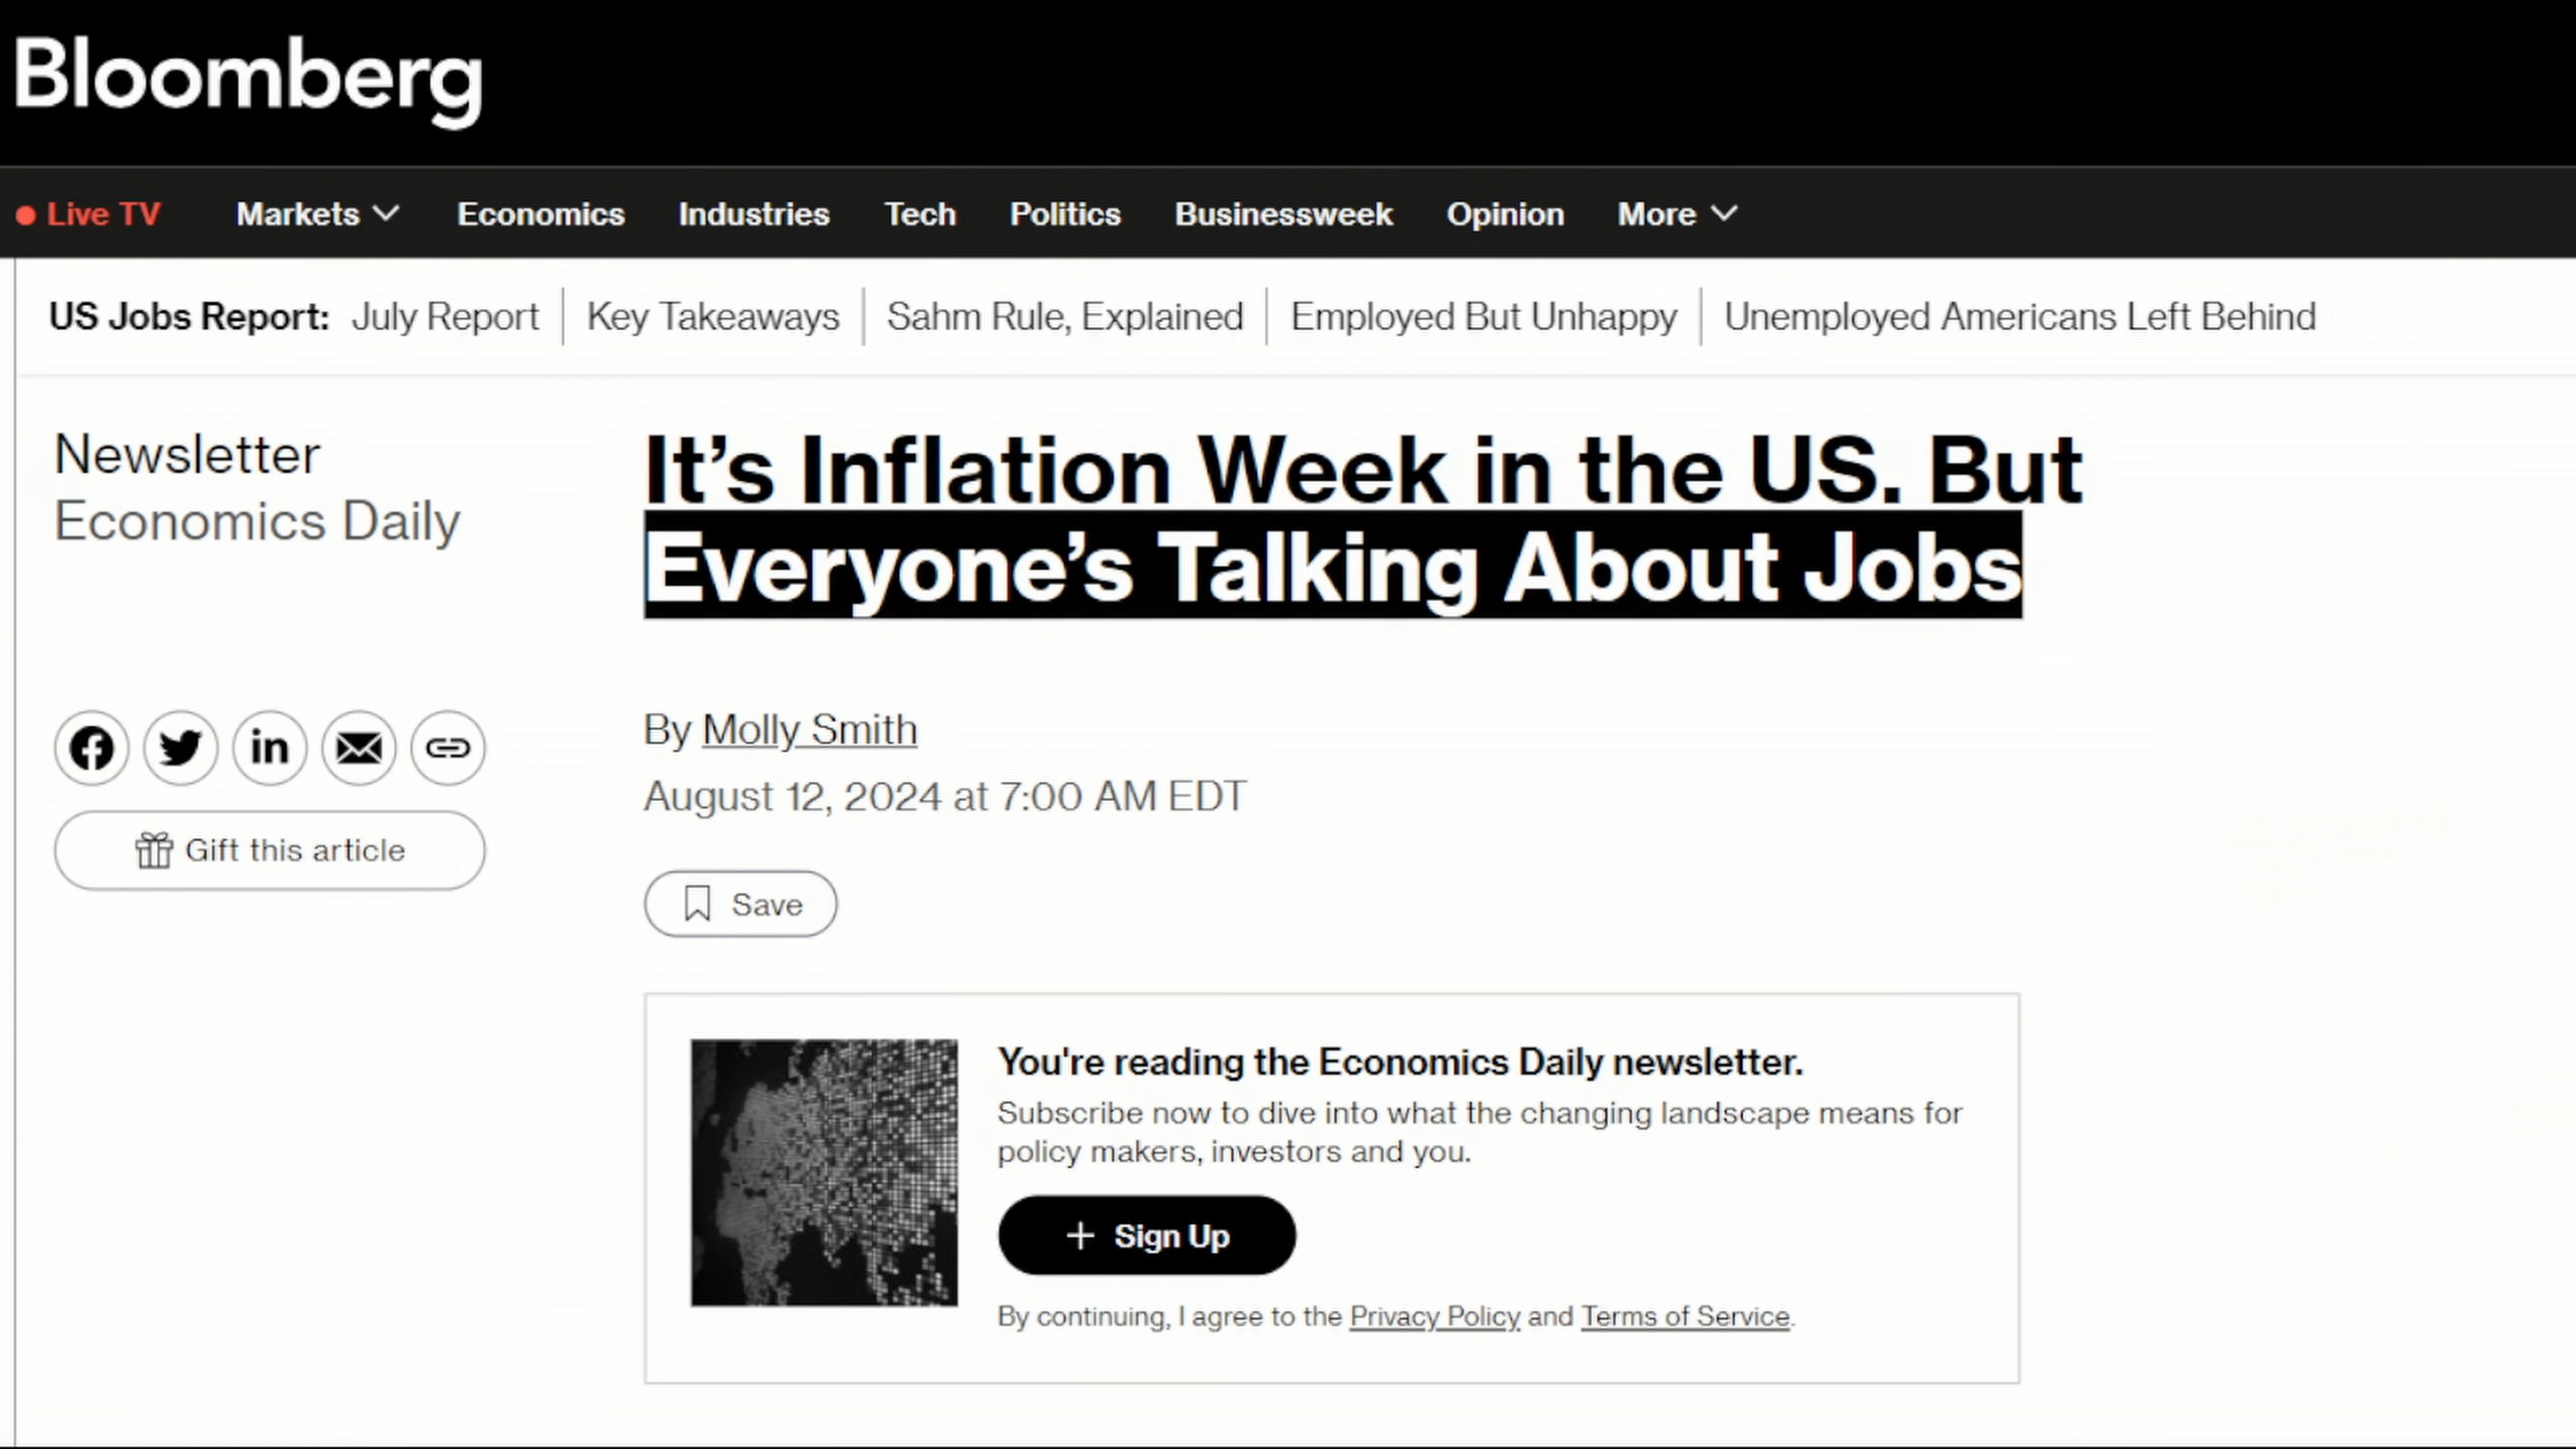 Bloomberg
Live TV Markets Economics Industries Tech Politics Businessweek Opinion More
US Jobs Report: July Report Key Takeaways Sahm Rule, Explained Employed But Unhappy Unemployed Americans Left Behind
Newsletter
Economics Daily
It’s Inflation Week in the US. But
Everyone’s Talking About Jobs
By Molly Smith
August 12, 2024 at 7:00 AM EDT
Gift this article
Save
You're reading the Economics Daily newsletter.
Subscribe now to dive into what the changing landscape means for
policy makers, investors and you.
+ Sign Up
By continuing, I agree to the Privacy Policy and Terms of Service.